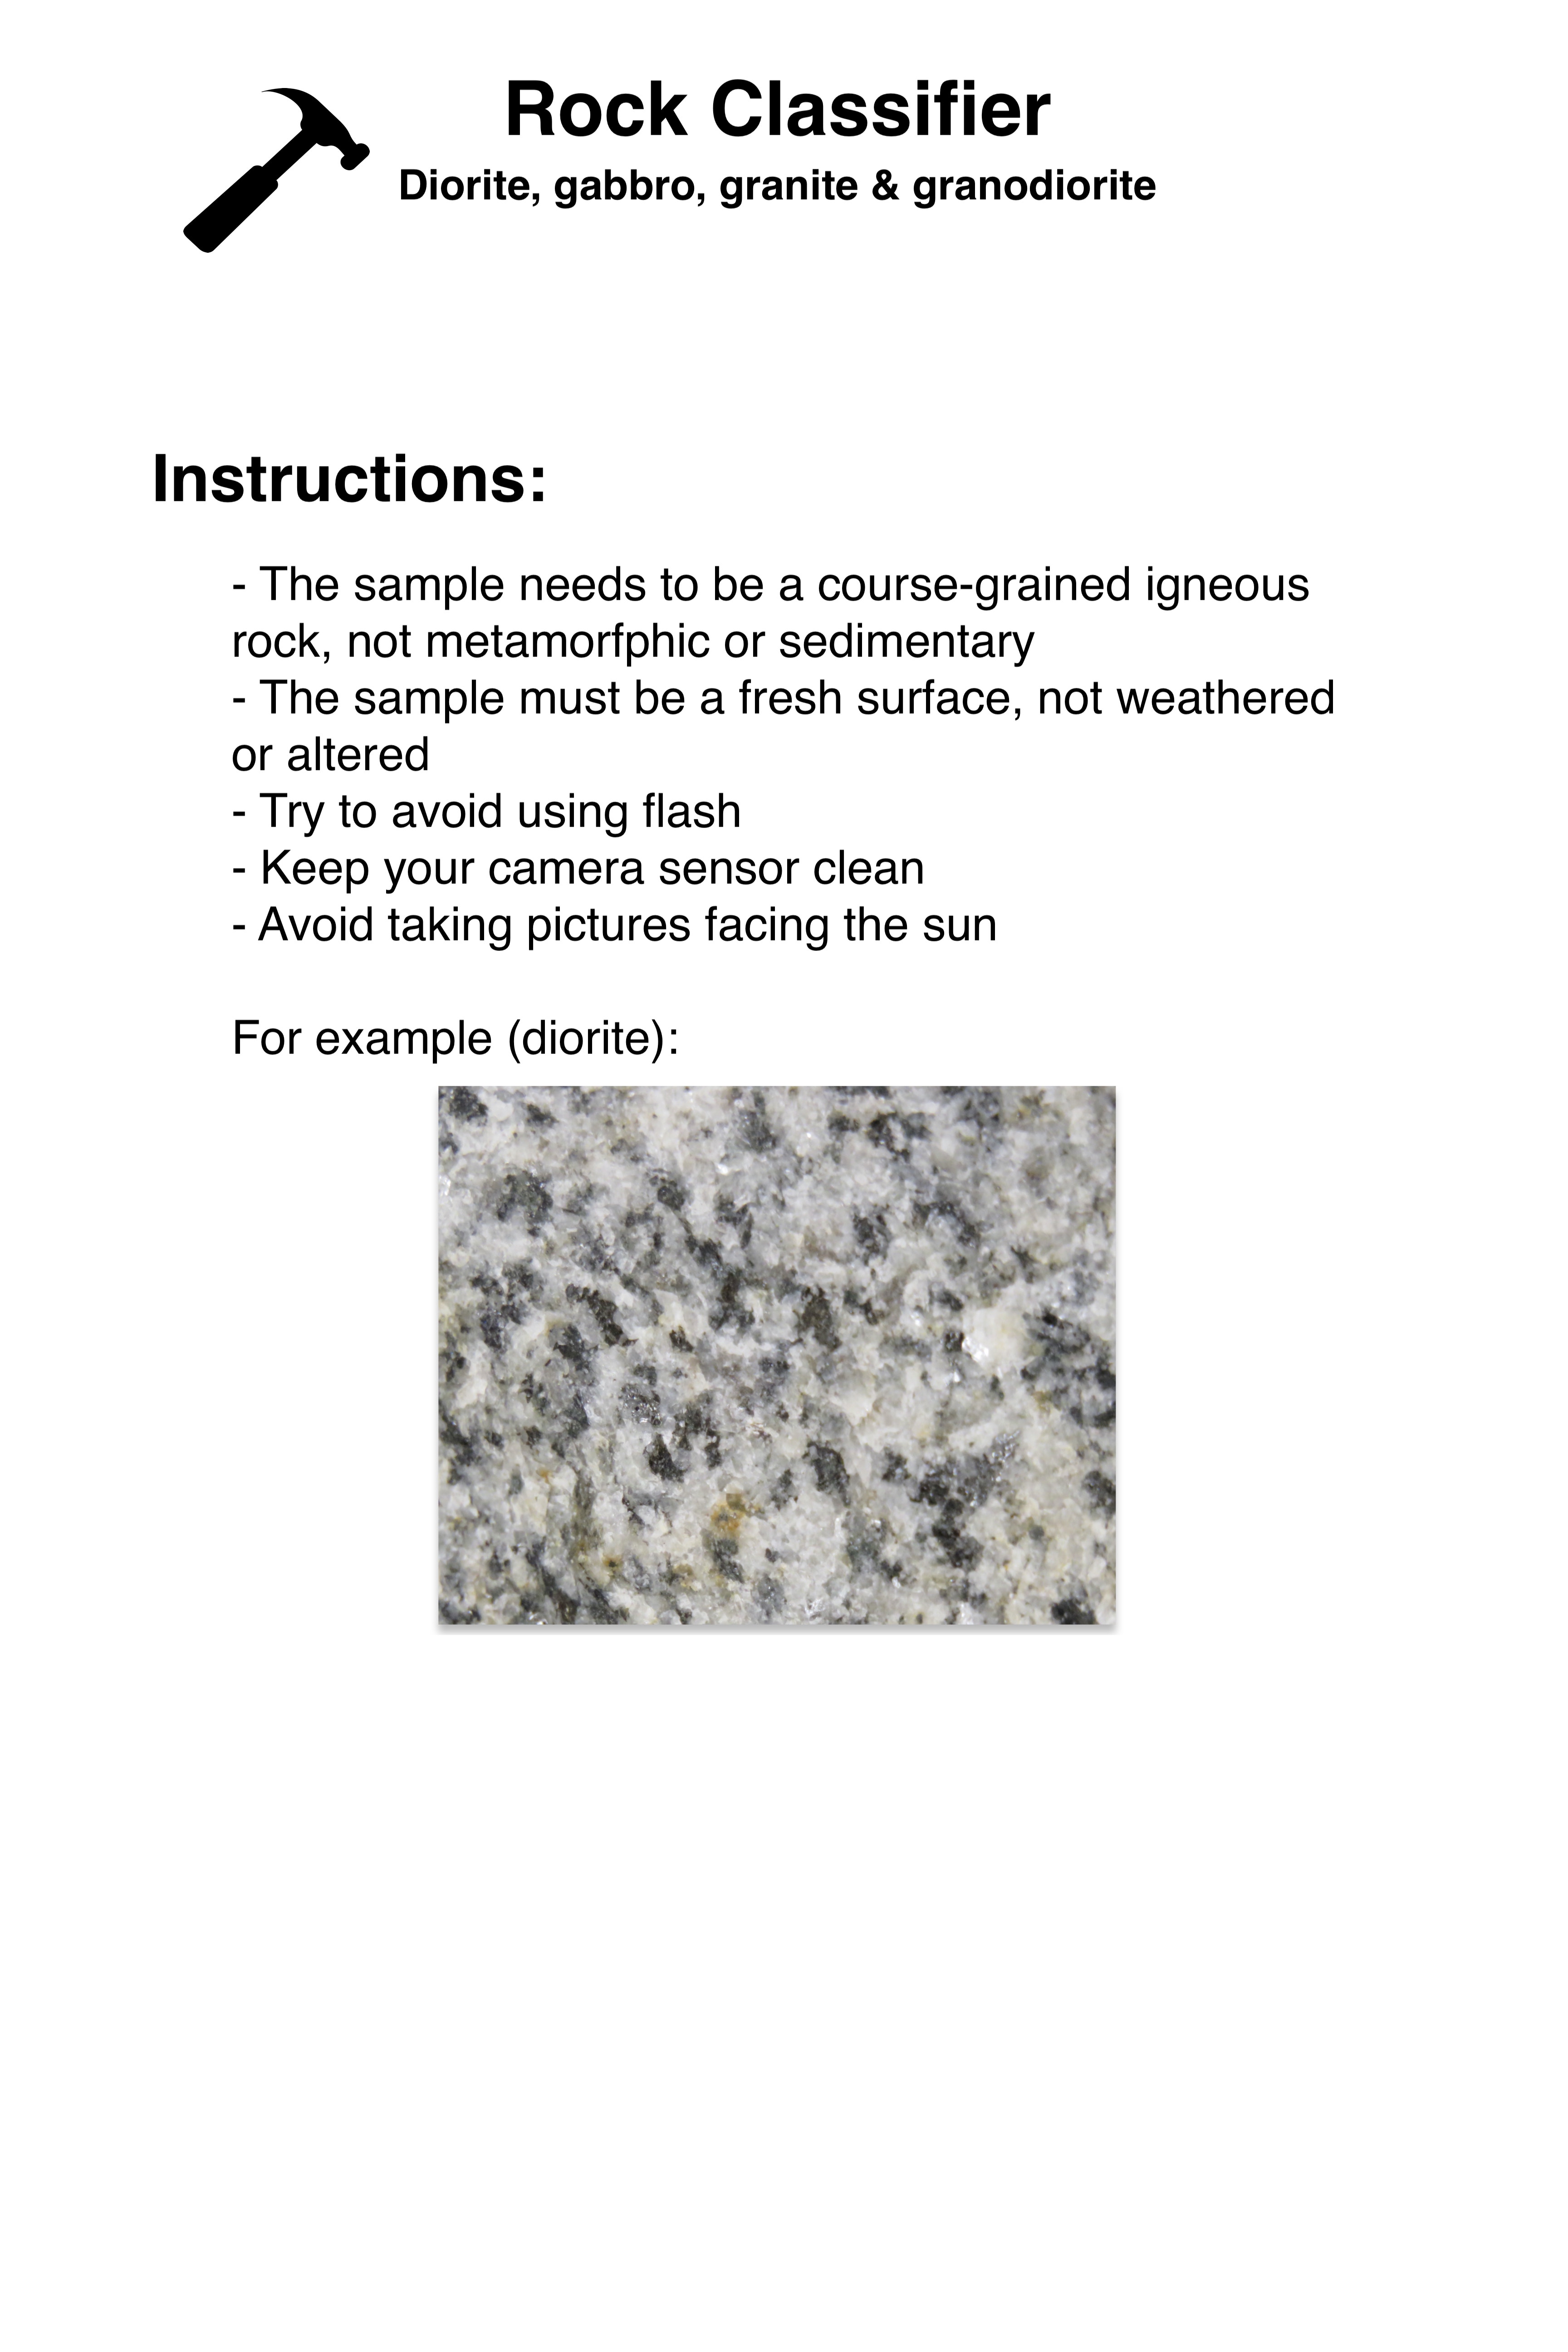 Rock Classifier
Diorite, gabbro, granite & granodiorite
Instructions:
- The sample needs to be a course-grained igneous
rock, not metamorfphic or sedimentary
- The sample must be a fresh surface, not weathered
or altered
- Try to avoid using flash
- Keep your camera sensor clean
- Avoid taking pictures facing the sun
For example (diorite):